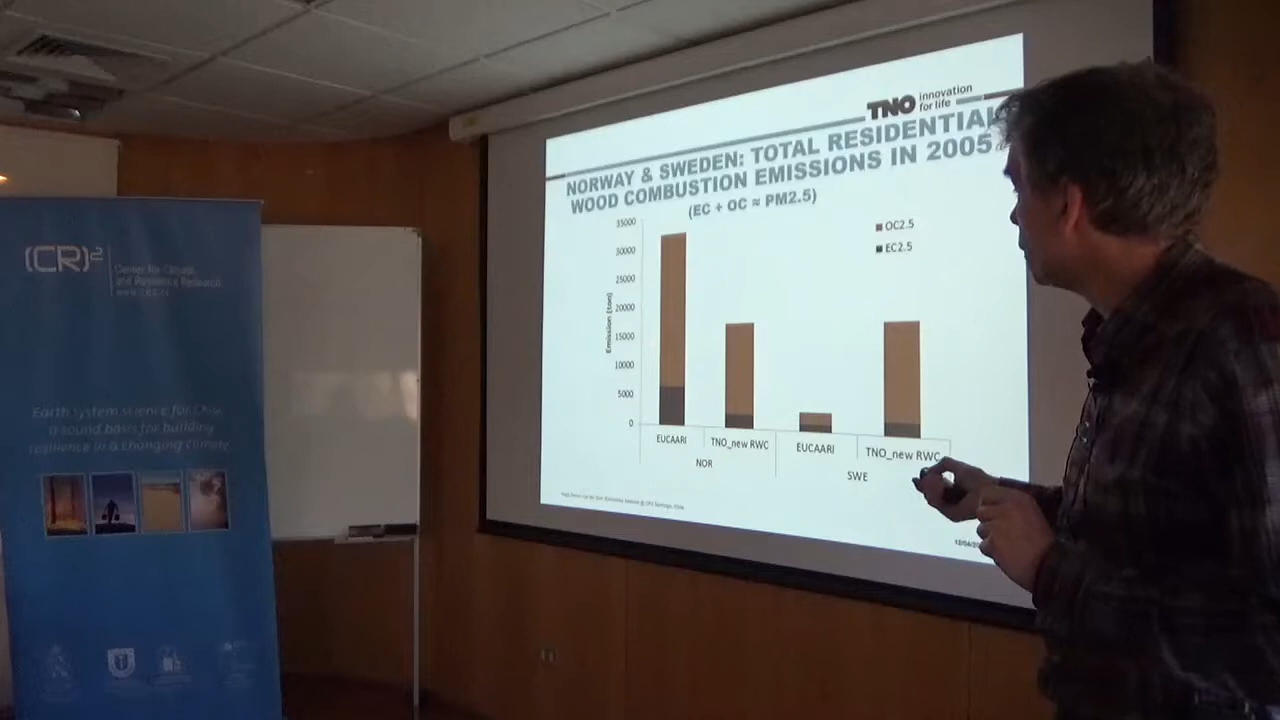 (CR)²
Center for Climate
and Resilience Research
Earth system science for Chile
a sound basis for building
resilience in a changing climate
TNO innovation
for life
NORWAY & SWEDEN: TOTAL RESIDENTIAL
WOOD COMBUSTION EMISSIONS IN 2005
(EC + OC ≈ PM2.5)
OC2.5
EC2.5
Emission (ton)
35000
30000
25000
20000
15000
10000
5000
0
EUCAARI TNO_new RWC EUCAARI TNO_new RWC
NOR SWE